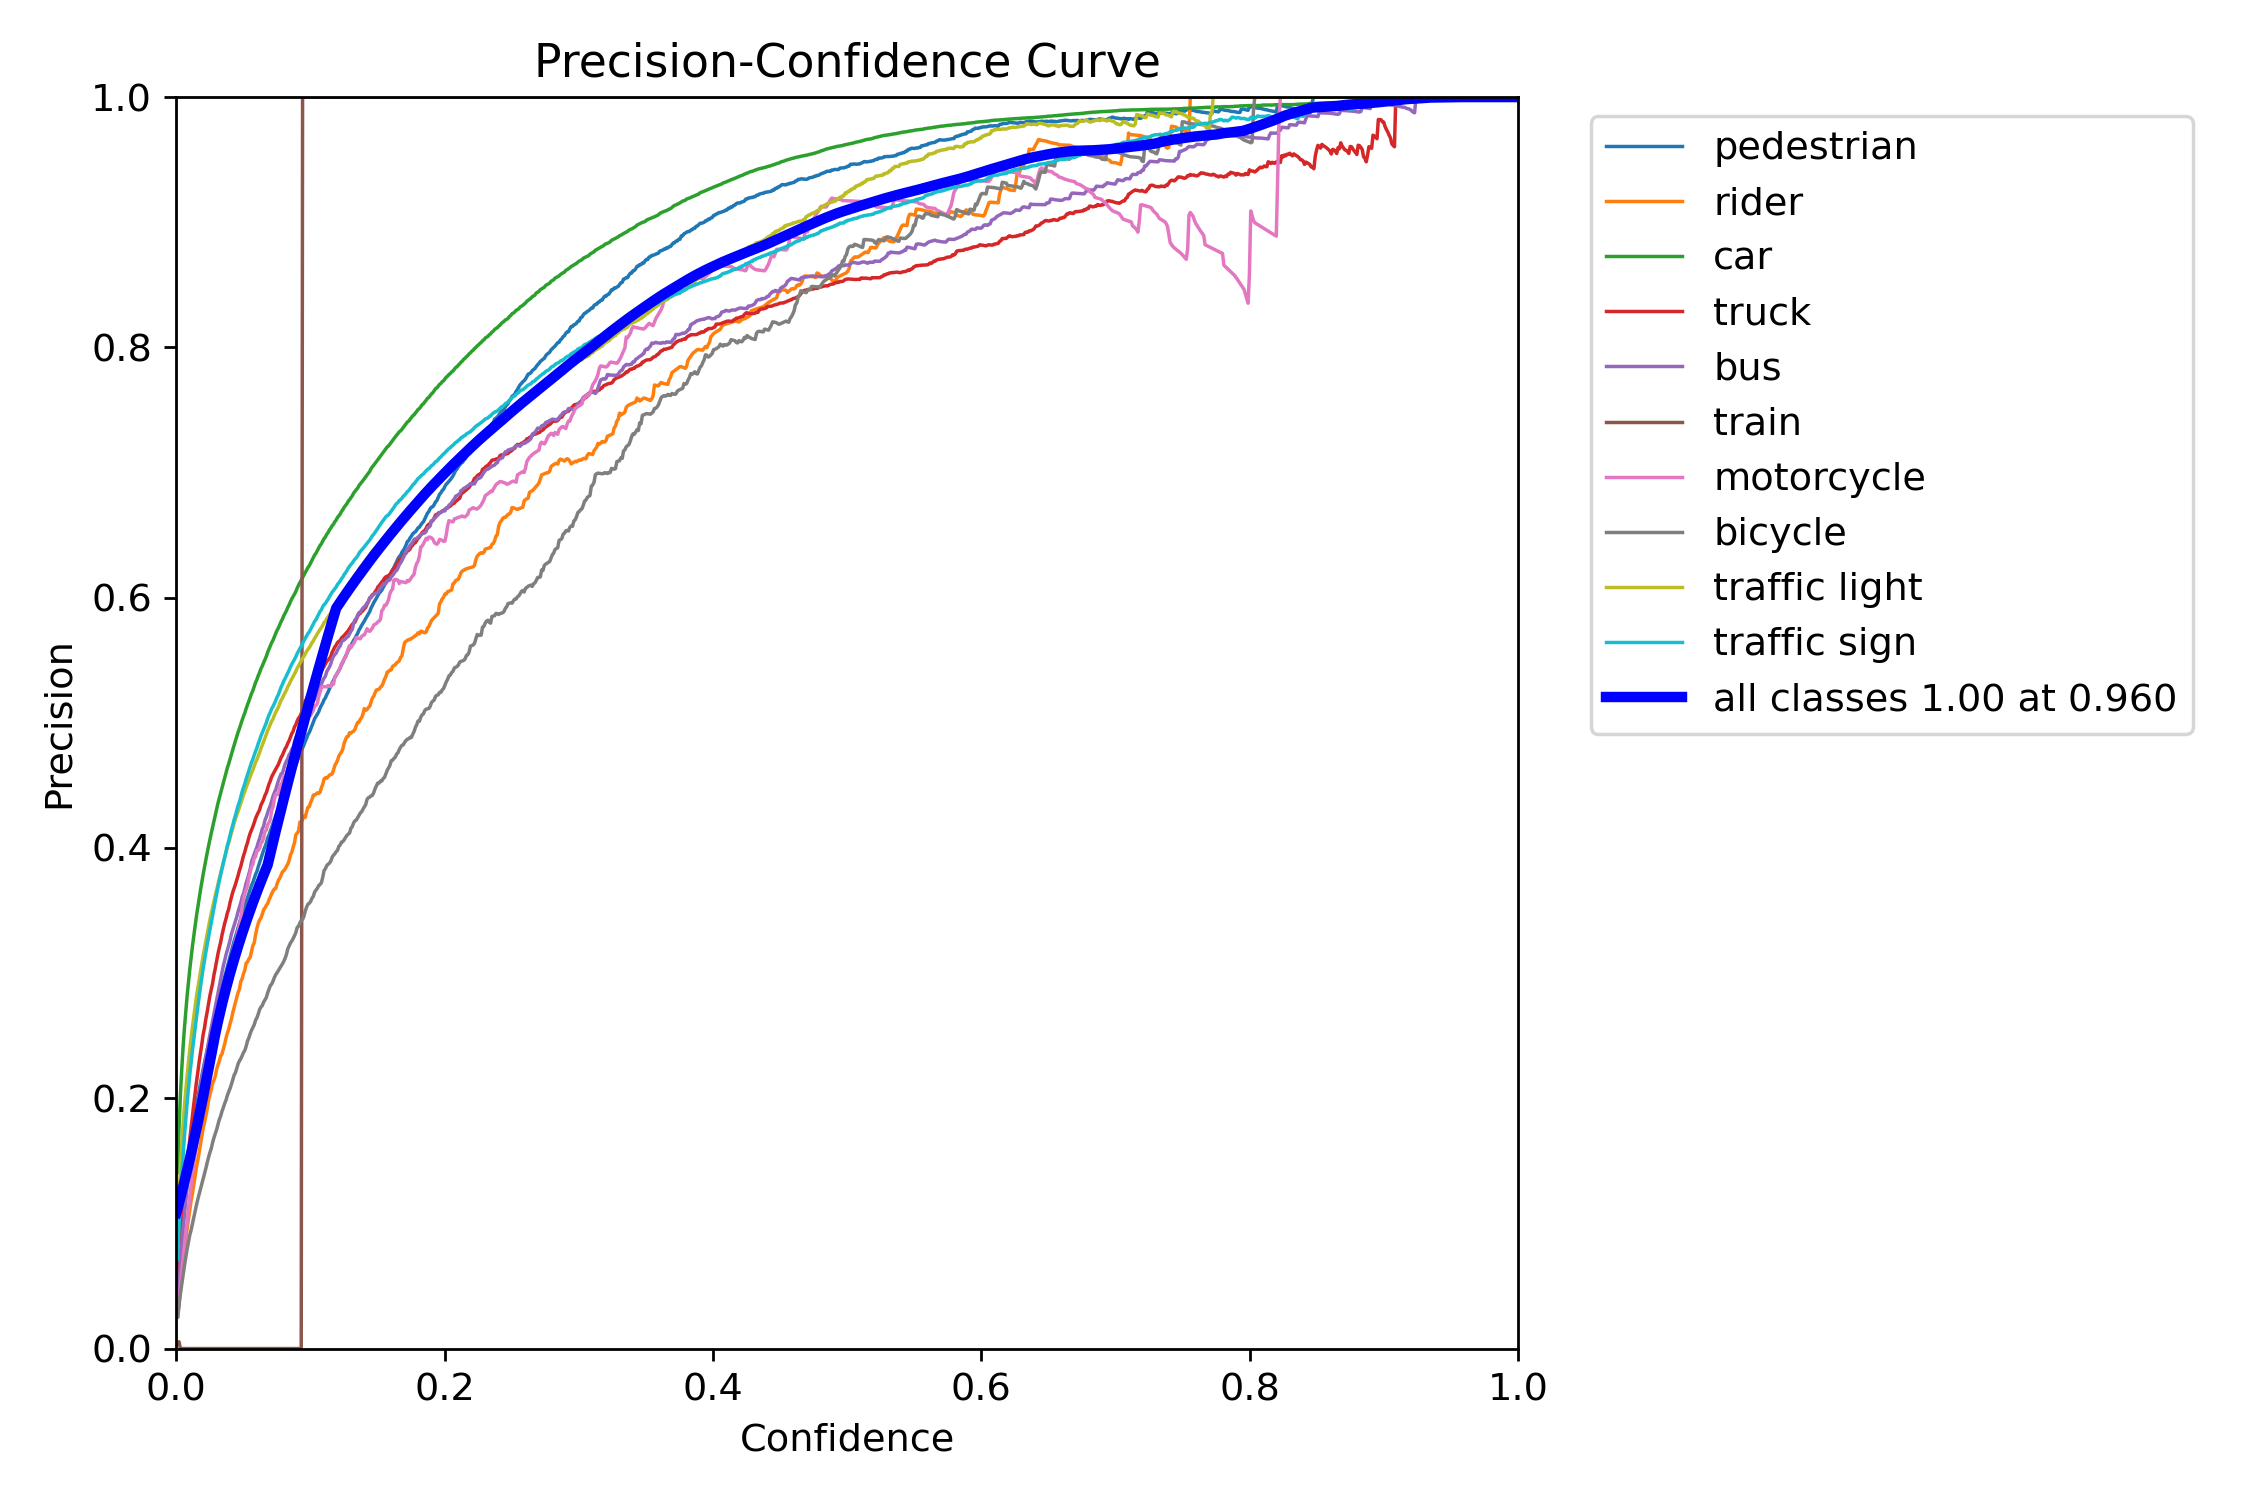 Precision-Confidence Curve
1.0
0.8
0.6
0.4
0.2
0.0
Precision
0.0 0.2 0.4 0.6 0.8 1.0
Confidence
pedestrian
rider
car
truck
bus
train
motorcycle
bicycle
traffic light
traffic sign
all classes 1.00 at 0.960